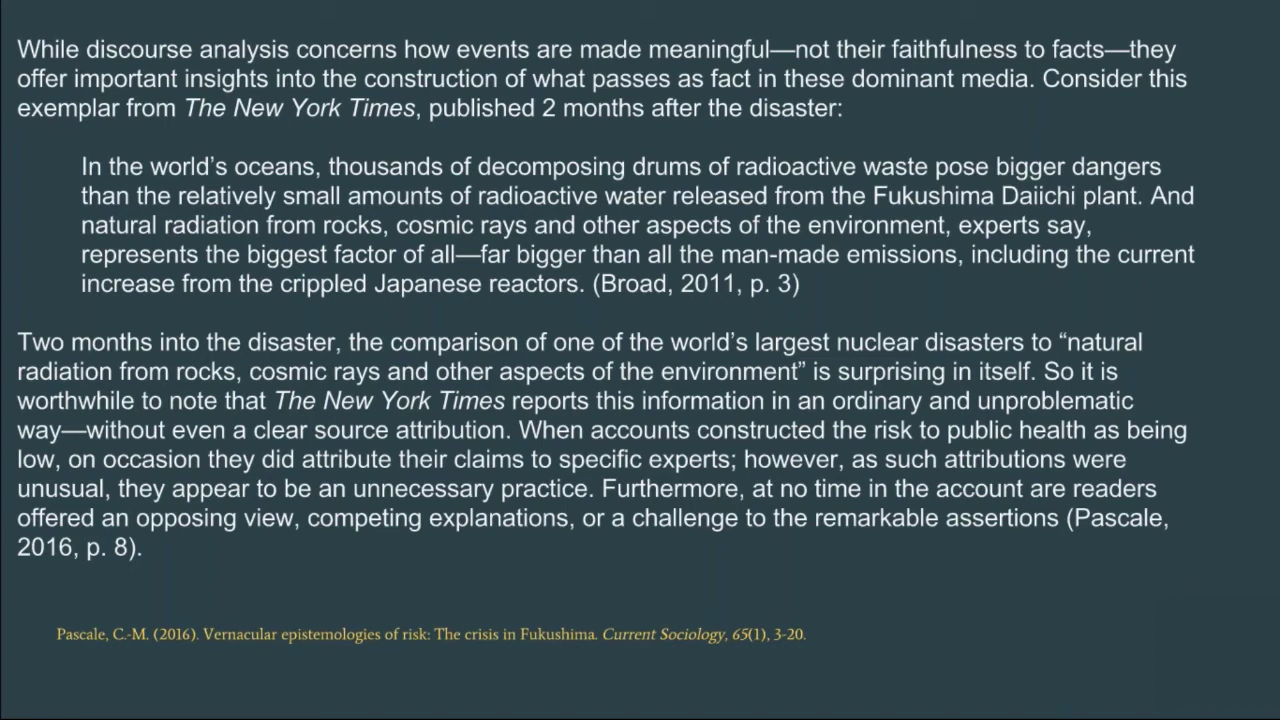 While discourse analysis concerns how events are made meaningful—not their faithfulness to facts—they
offer important insights into the construction of what passes as fact in these dominant media. Consider this
exemplar from The New York Times, published 2 months after the disaster:
In the world’s oceans, thousands of decomposing drums of radioactive waste pose bigger dangers
than the relatively small amounts of radioactive water released from the Fukushima Daiichi plant. And
natural radiation from rocks, cosmic rays and other aspects of the environment, experts say,
represents the biggest factor of all—far bigger than all the man-made emissions, including the current
increase from the crippled Japanese reactors. (Broad, 2011, p. 3)
Two months into the disaster, the comparison of one of the world’s largest nuclear disasters to “natural
radiation from rocks, cosmic rays and other aspects of the environment” is surprising in itself. So it is
worthwhile to note that The New York Times reports this information in an ordinary and unproblematic
way—without even a clear source attribution. When accounts constructed the risk to public health as being
low, on occasion they did attribute their claims to specific experts; however, as such attributions were
unusual, they appear to be an unnecessary practice. Furthermore, at no time in the account are readers
offered an opposing view, competing explanations, or a challenge to the remarkable assertions (Pascale,
2016, p. 8).
Pascale, C.-M. (2016). Vernacular epistemologies of risk: The crisis in Fukushima. Current Sociology, 65(1), 3-20.